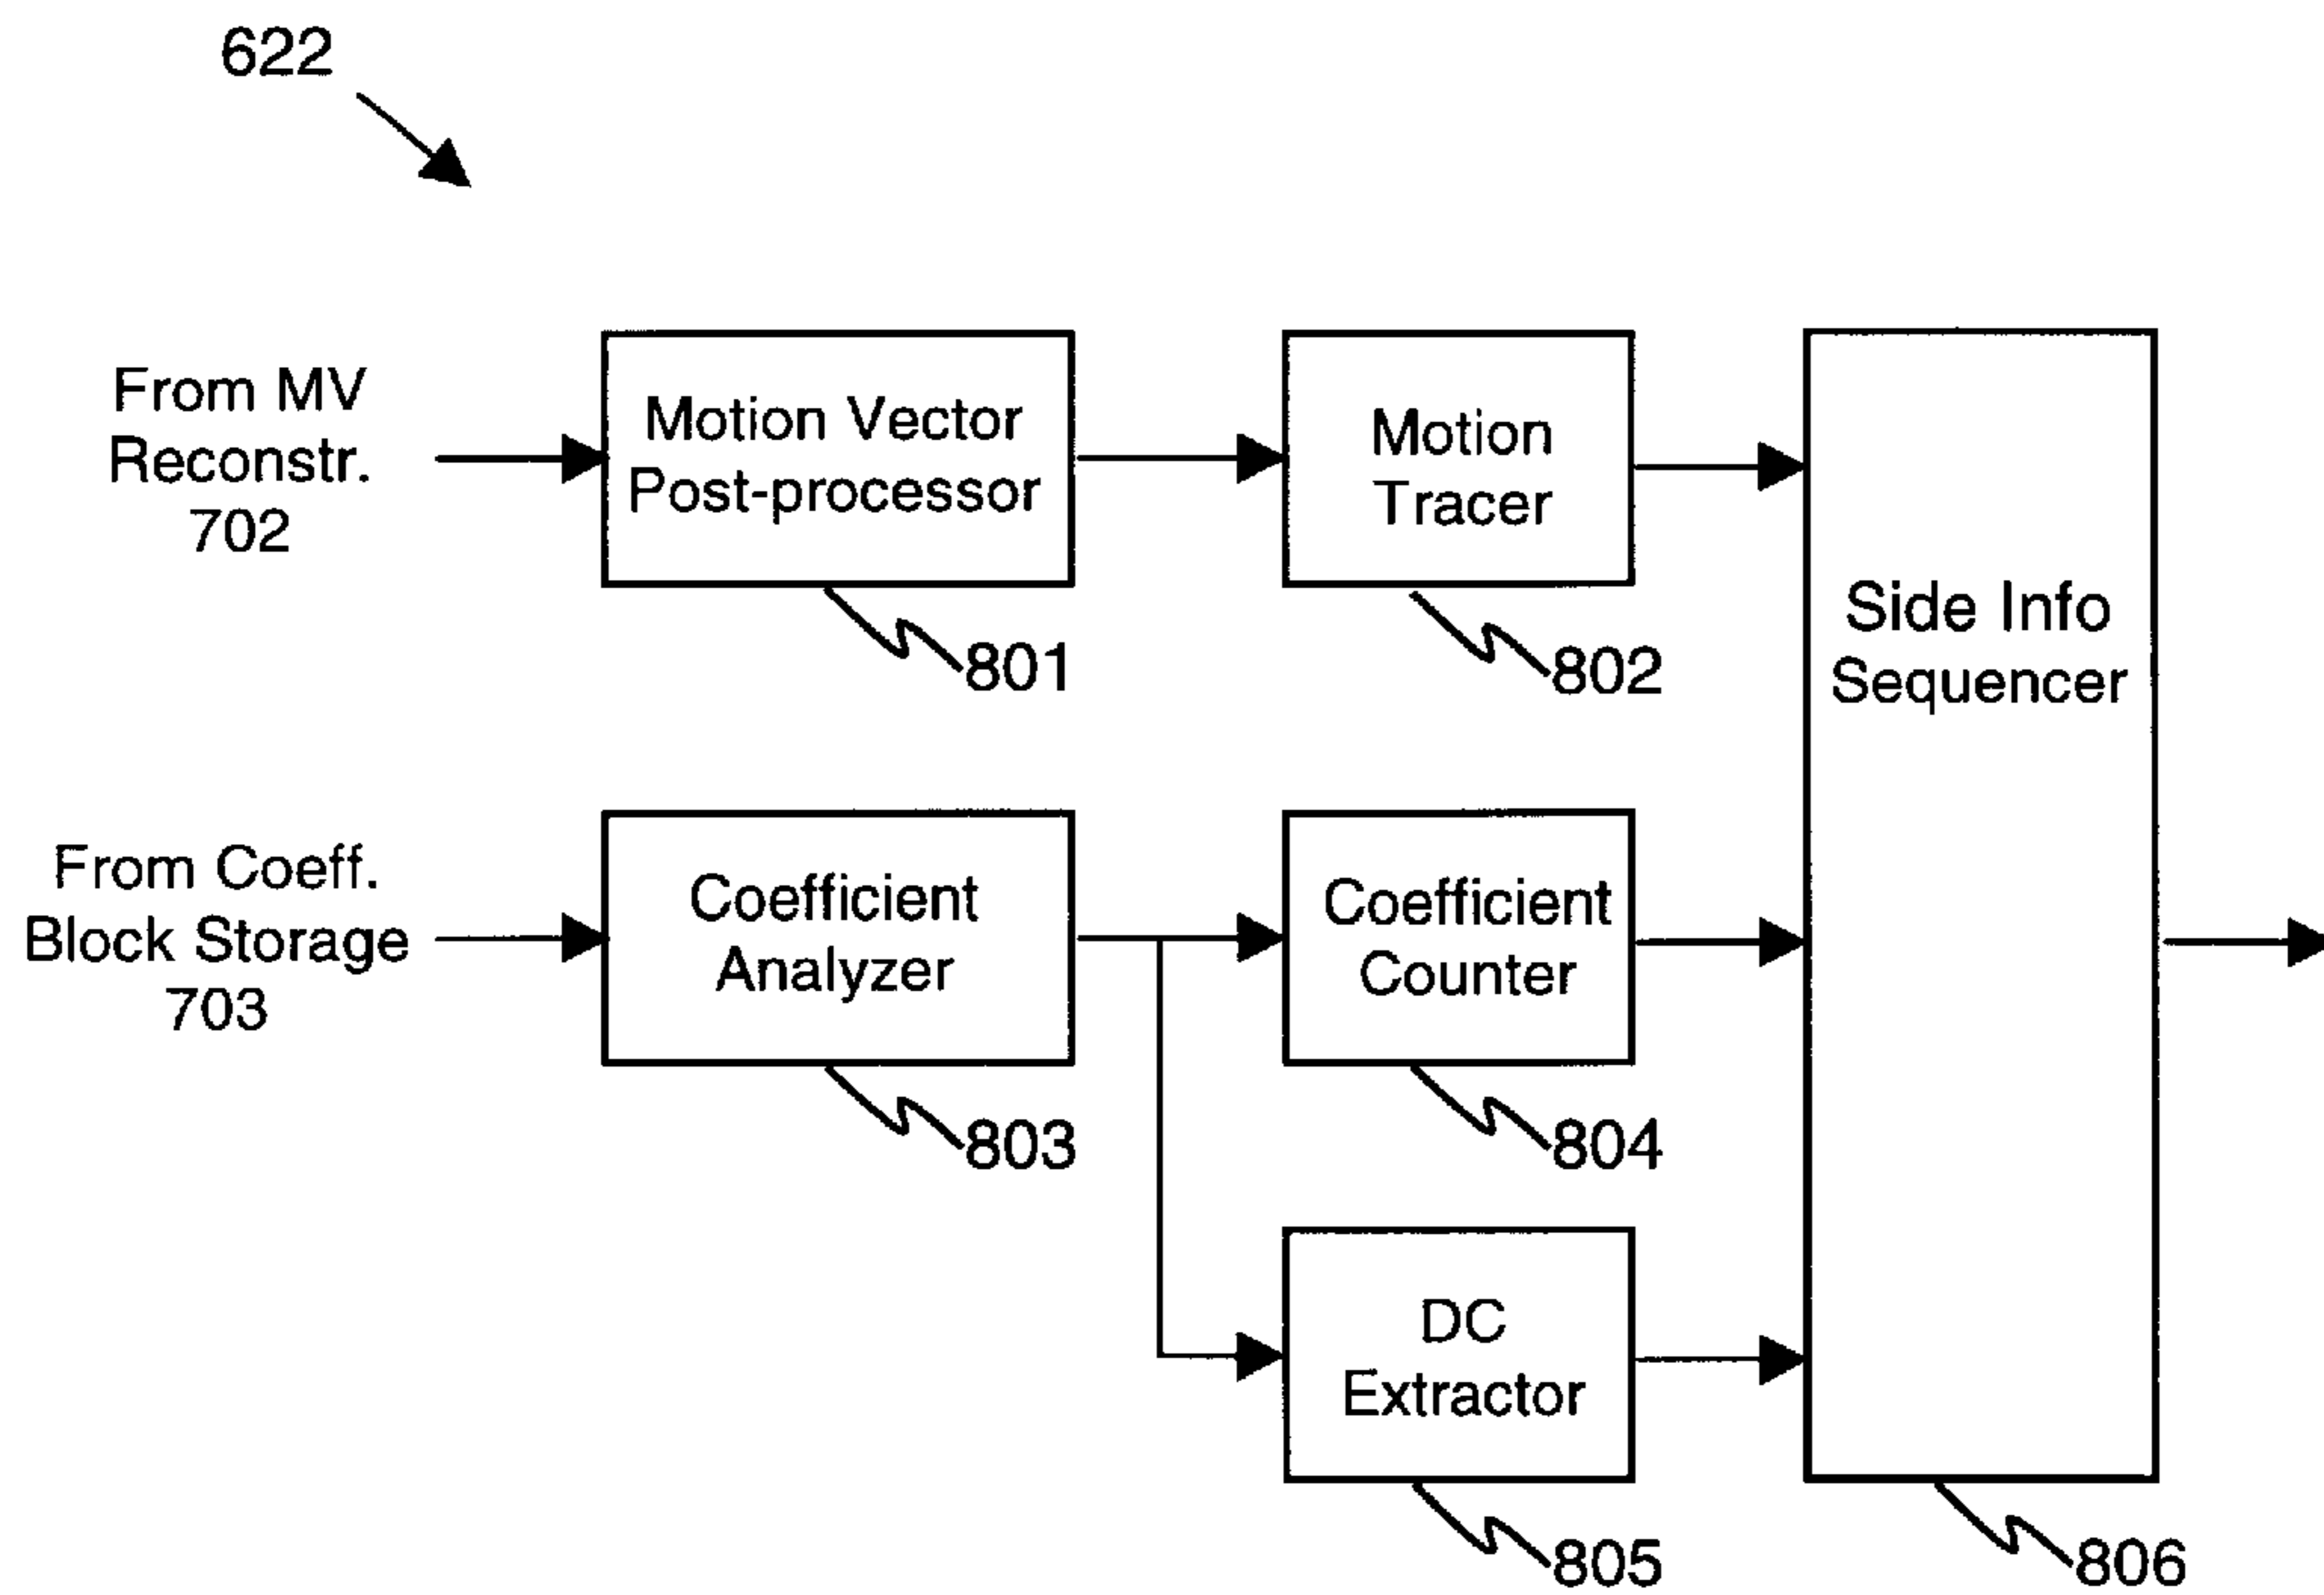 622
From MV
Reconstr.
702
Motion Vector
Post-processor
801
Motion
Tracer
802
Side Info
Sequencer
From Coeff.
Block Storage
703
Coefficient
Analyzer
803
Coefficient
Counter
804
DC
Extractor
805
806